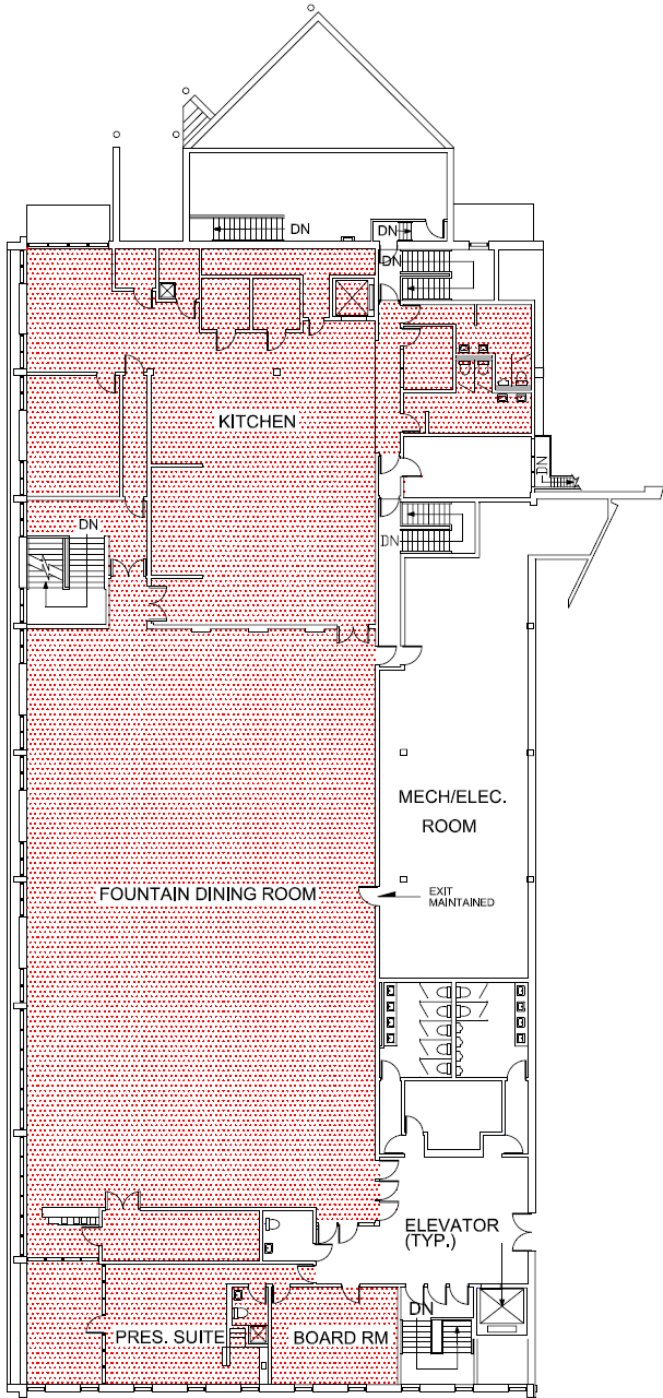 DN
DN
DN
KITCHEN
DN
DN
DN
MECH/ELEC.
ROOM
FOUNTAIN DINING ROOM
EXIT
MAINTAINED
ELEVATOR
(TYP.)
DN
PRES. SUITE
BOARD RM